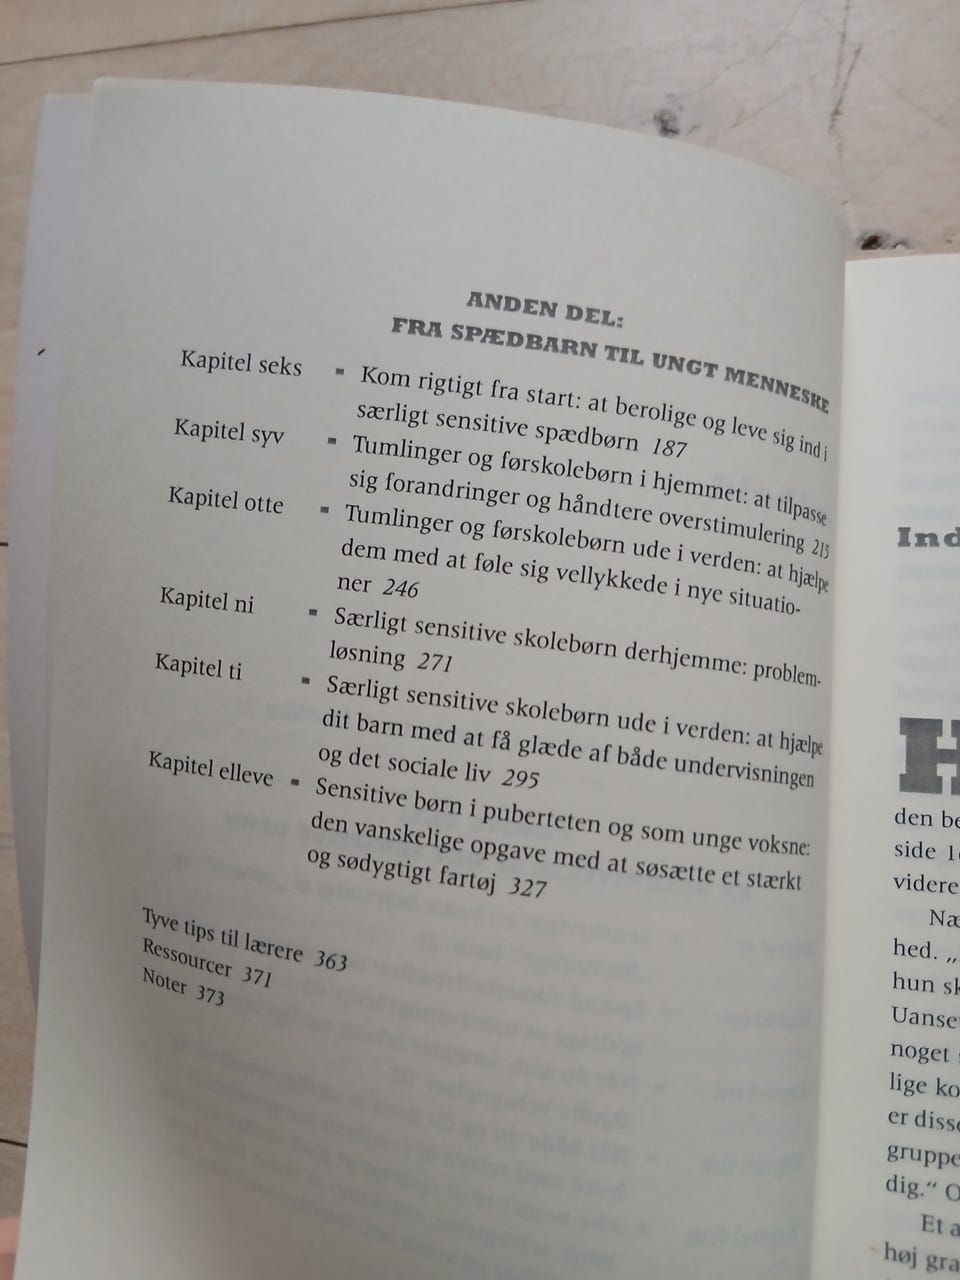 ANDEN DEL:
FRA SPÆDBARN TIL UNGT MENNESKE
Kapitel seks ▪ Kom rigtigt fra start: at berolige og leve sig ind i
særligt sensitive spædbørn 187
Kapitel syv ▪ Tumlinger og førskolebørn i hjemmet: at tilpasse
sig forandringer og håndtere overstimulering 215
Kapitel otte ▪ Tumlinger og førskolebørn ude i verden: at hjælpe
dem med at føle sig vellykkede i nye situatio-
ner 246
Kapitel ni ▪ Særligt sensitive skolebørn derhjemme: problem-
løsning 271
Kapitel ti ▪ Særligt sensitive skolebørn ude i verden: at hjælpe
dit barn med at få glæde af både undervisningen
og det sociale liv 295
Kapitel elleve ▪ Sensitive børn i puberteten og som unge voksne:
den vanskelige opgave med at søsætte et stærkt
og sødygtigt fartøj 327
Tyve tips til lærere 363
Ressourcer 371
Noter 373
Ind
H
den be
side 1
videre
Næ
hed. „
hun sk
Uanse
noget
lige ko
er disse
gruppe
dig.“ O
Et a
høj gra